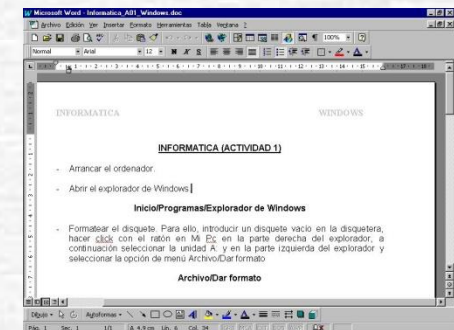 Microsoft Word - Informatica_A01_Windows.doc
Archivo Edición Ver Insertar Formato Herramientas Tabla Ventana ?
100%
Normal Arial 12 N K S
INFORMATICA WINDOWS
INFORMATICA (ACTIVIDAD 1)
- Arrancar el ordenador.
- Abrir el explorador de Windows
Inicio/Programas/Explorador de Windows
- Formatear el disquete. Para ello, introducir un disquete vacío en la disquetera,
hacer click con el ratón en Mi Pc en la parte derecha del explorador, a
continuación seleccionar la unidad A: y en la parte izquierda del explorador y
seleccionar la opción de menú Archivo/Dar formato
Archivo/Dar formato
Dibujo Autoformas
Pág. 1 Sec. 1 1/1 A 4,9 cm Lín. 6 Col. 34